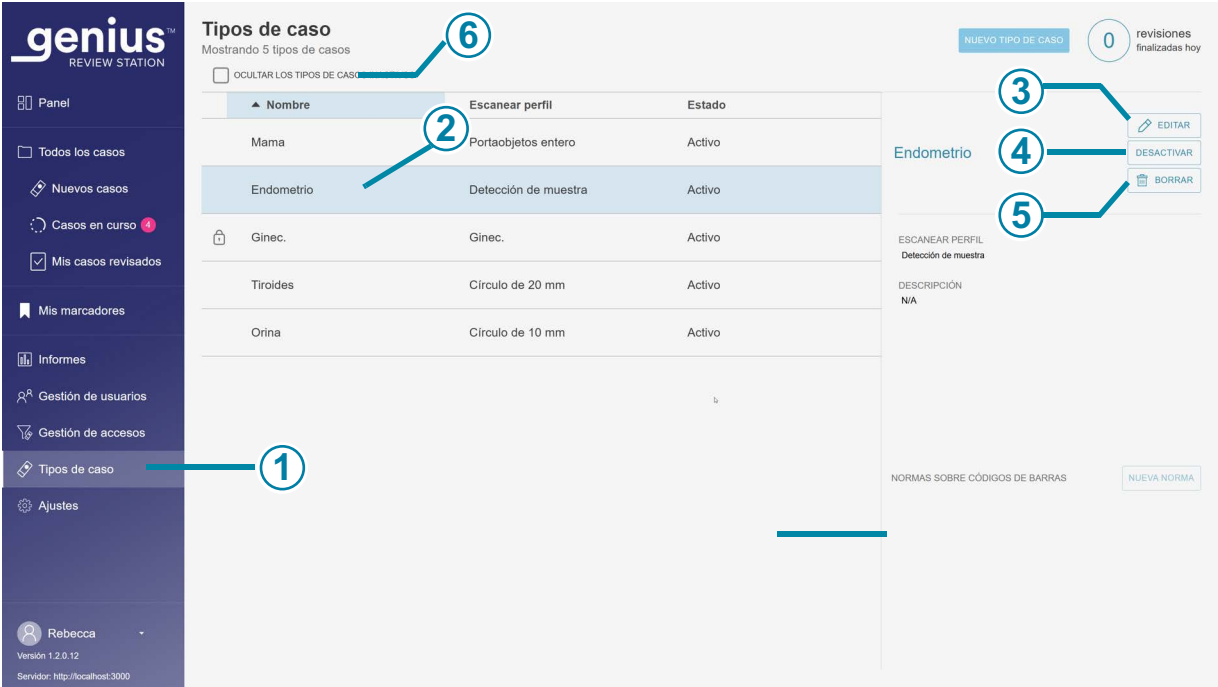 genius™
REVIEW STATION
Panel
Todos los casos
Nuevos casos
Casos en curso 4
Mis casos revisados
Mis marcadores
Informes
Gestión de usuarios
Gestión de accesos
Tipos de caso
Ajustes
Rebecca
Versión 1.2.0.12
Servidor: http://localhost:3000
1
Tipos de caso
Mostrando 5 tipos de casos
OCULTAR LOS TIPOS DE
6
NUEVO TIPO DE CASO
0 revisiones
finalizadas hoy
Nombre Escanear perfil Estado
Mama Portaobjetos entero Activo
Endometrio Detección de muestra Activo
Ginec. Ginec. Activo
Tiroides Círculo de 20 mm Activo
Orina Círculo de 10 mm Activo
2
3
EDITAR
Endometrio
4
DESACTIVAR
5
BORRAR
ESCANEAR PERFIL
Detección de muestra
DESCRIPCIÓN
N/A
NORMAS SOBRE CÓDIGOS DE BARRAS
NUEVA NORMA